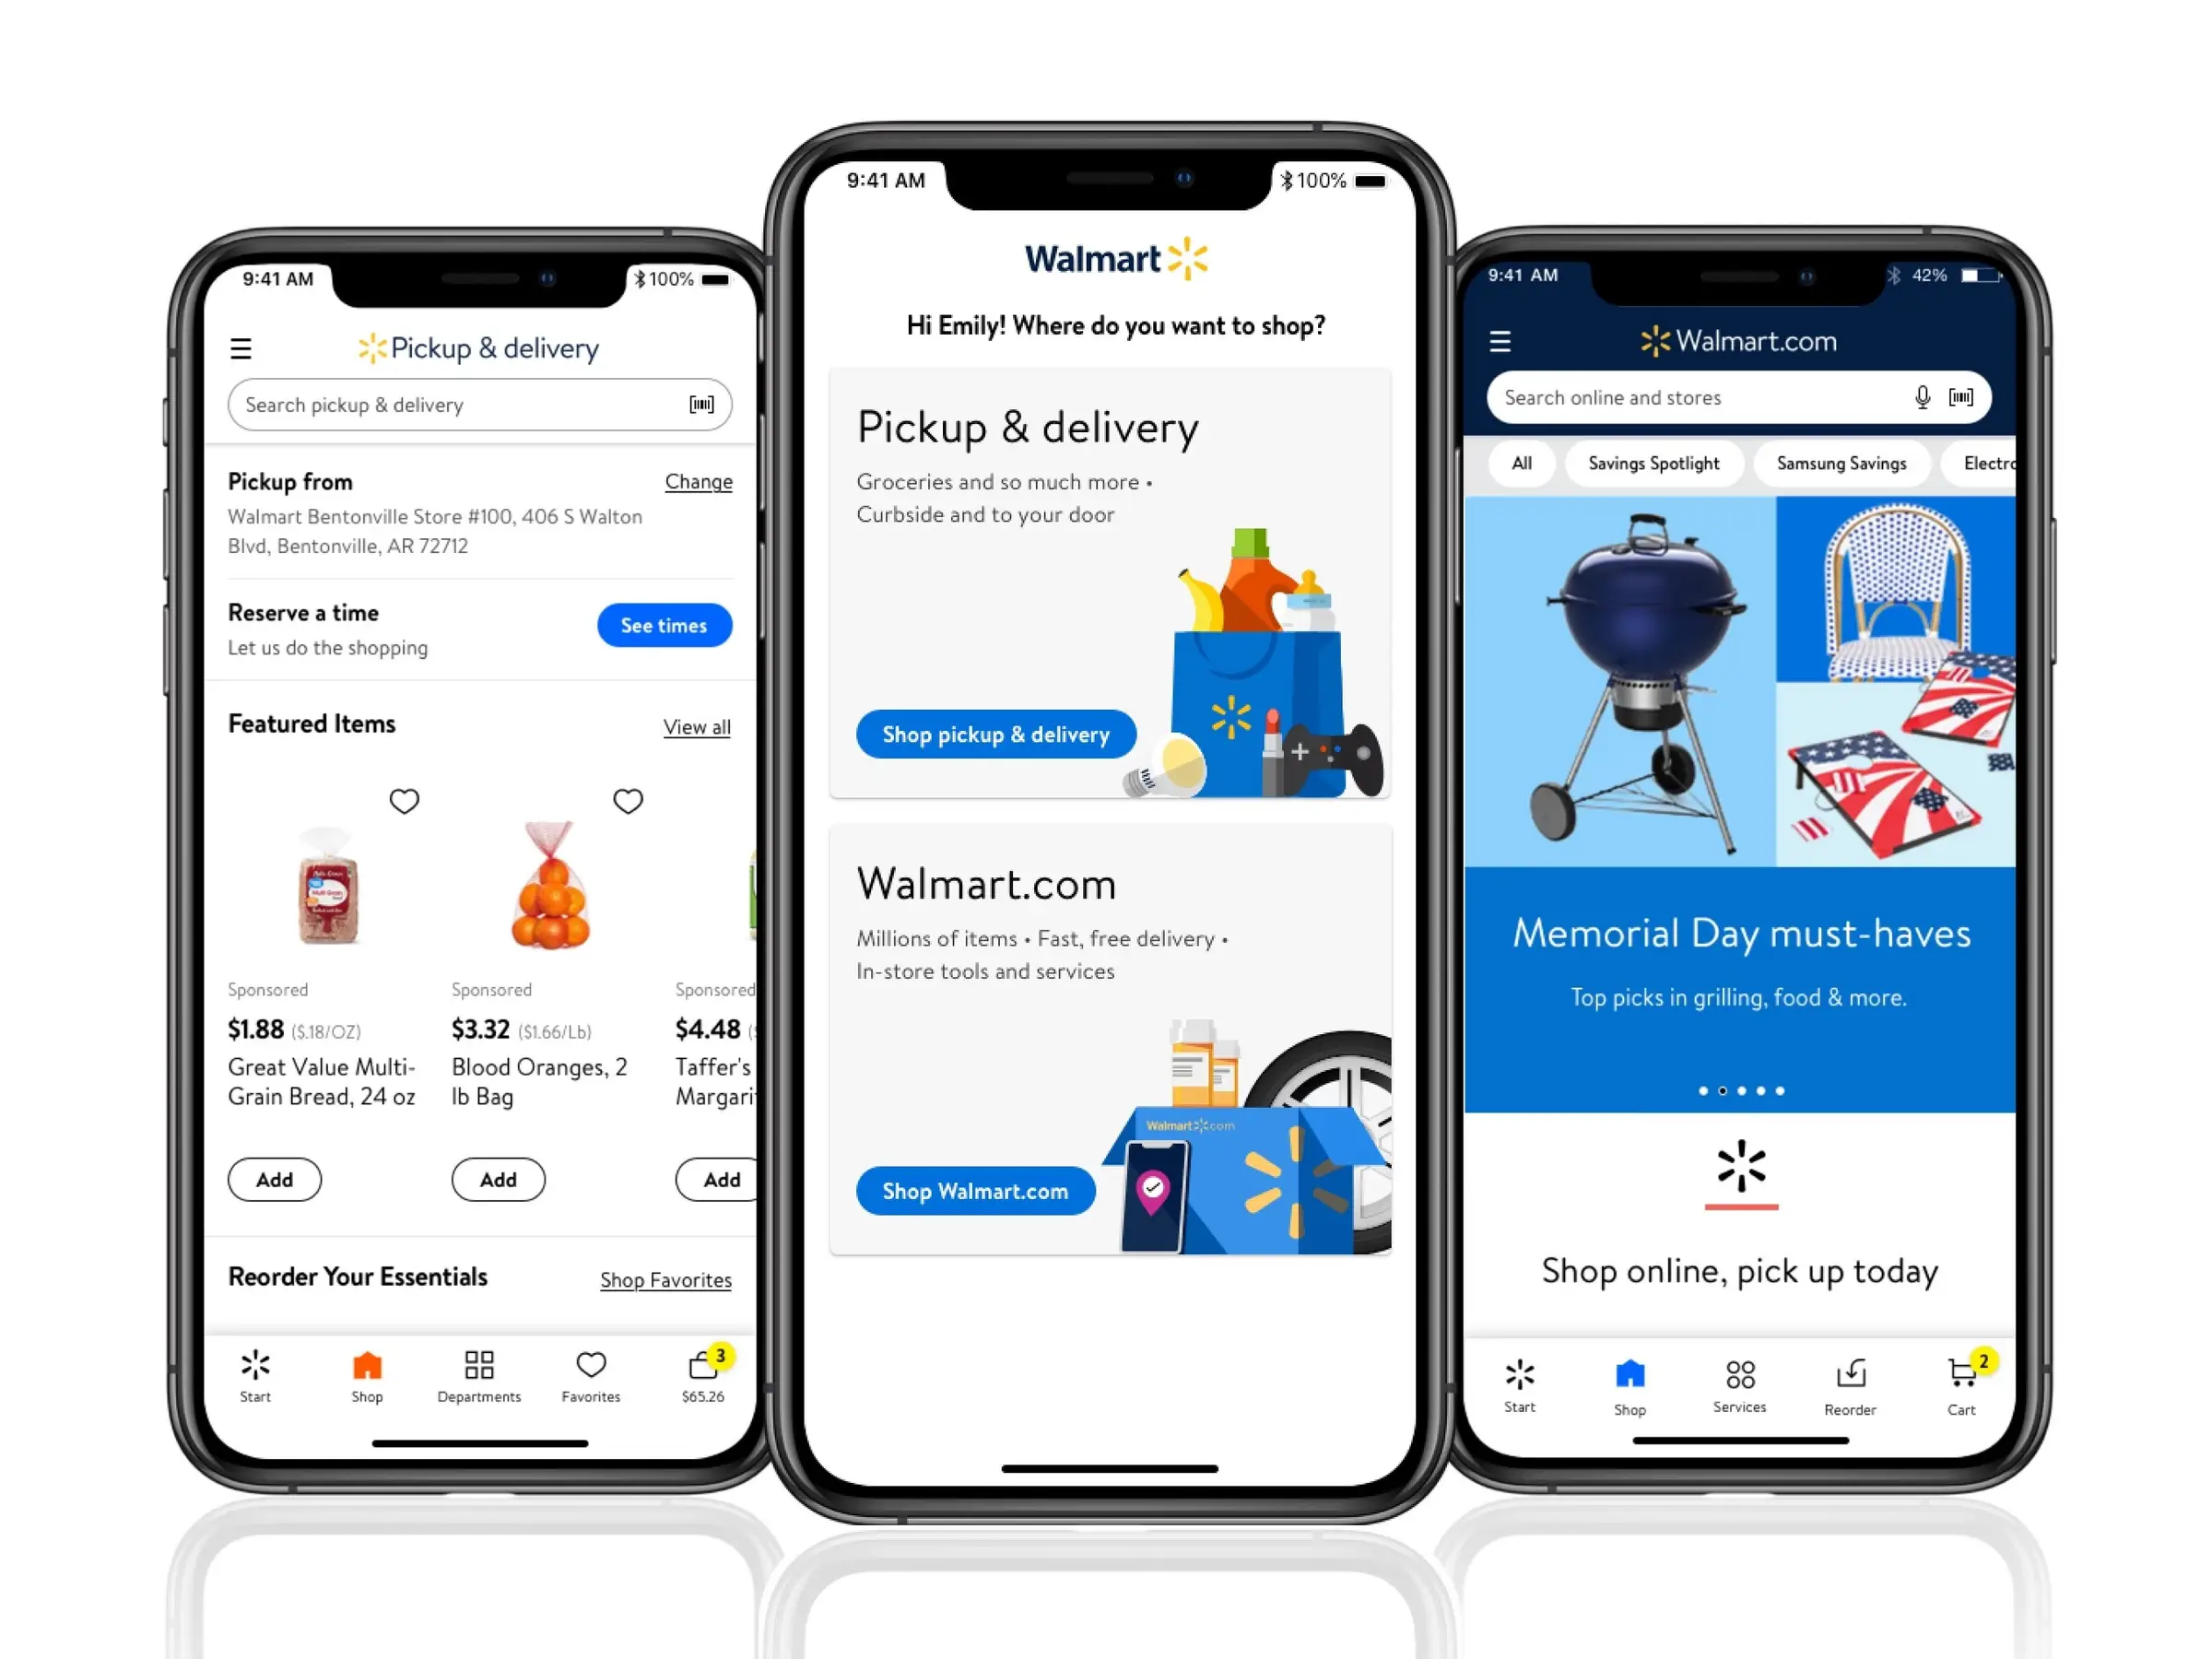 9:41 AM
100%
Pickup & delivery
Search pickup & delivery
Pickup from
Change
Walmart Bentonville Store #100, 406 S Walton
Blvd, Bentonville, AR 72712
Reserve a time
Let us do the shopping
See times
Featured Items
View all
Sponsored
$1.88 ($.18/OZ)
Great Value Multi-
Grain Bread, 24 oz
Add
Sponsored
$3.32 ($1.66/Lb)
Blood Oranges, 2
lb Bag
Add
Sponsored
$4.48 ($
Taffer's
Margari
Add
Reorder Your Essentials
Shop Favorites
Start
Shop
Departments
Favorites
3
$65.26
9:41 AM
100%
Walmart
Hi Emily! Where do you want to shop?
Pickup & delivery
Groceries and so much more •
Curbside and to your door
Shop pickup & delivery
Walmart.com
Millions of items • Fast, free delivery •
In-store tools and services
Walmart.com
Shop Walmart.com
9:41 AM
42%
Walmart.com
Search online and stores
All
Savings Spotlight
Samsung Savings
Electro
Memorial Day must-haves
Top picks in grilling, food & more.
Shop online, pick up today
Start
Shop
Services
Reorder
2
Cart